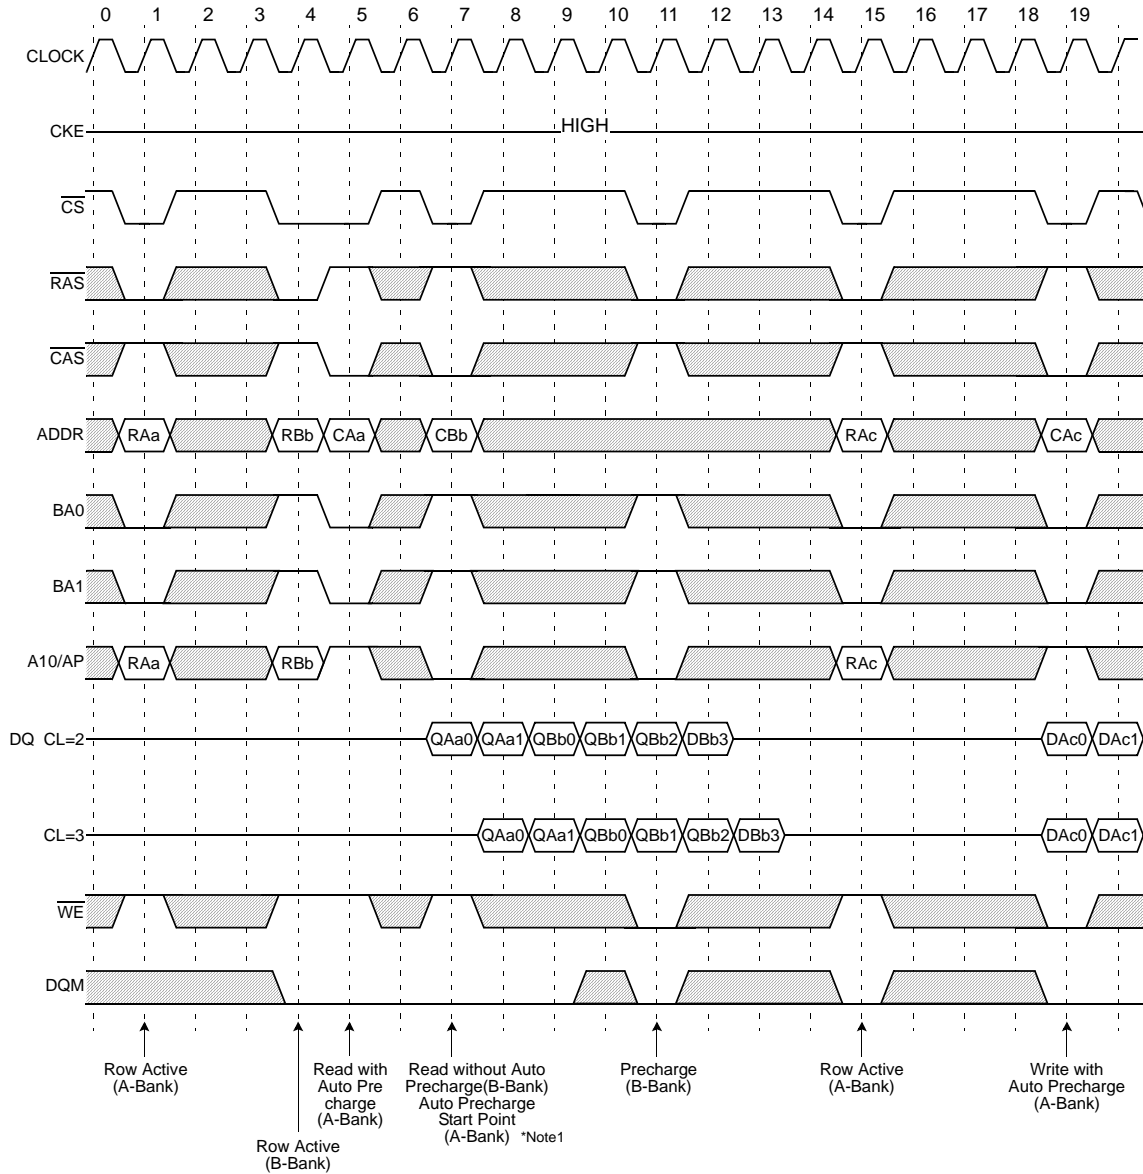 0 1 2 3 4 5 6 7 8 9 10 11 12 13 14 15 16 17 18 19
CLOCK
CKE HIGH
CS
RAS
CAS
ADDR RAa RBb CAa CBb RAc CAc
BA0
BA1
A10/AP RAa RBb RAc
DQ CL=2 QAa0 QAa1 QBb0 QBb1 QBb2 DBb3 DAc0 DAc1
CL=3 QAa0 QAa1 QBb0 QBb1 QBb2 DBb3 DAc0 DAc1
WE
DQM
Row Active
(A-Bank)
Row Active
(B-Bank)
Read with
Auto Pre
charge
(A-Bank)
Read without Auto
Precharge(B-Bank)
Auto Precharge
Start Point
(A-Bank) *Note1
Precharge
(B-Bank)
Row Active
(A-Bank)
Write with
Auto Precharge
(A-Bank)